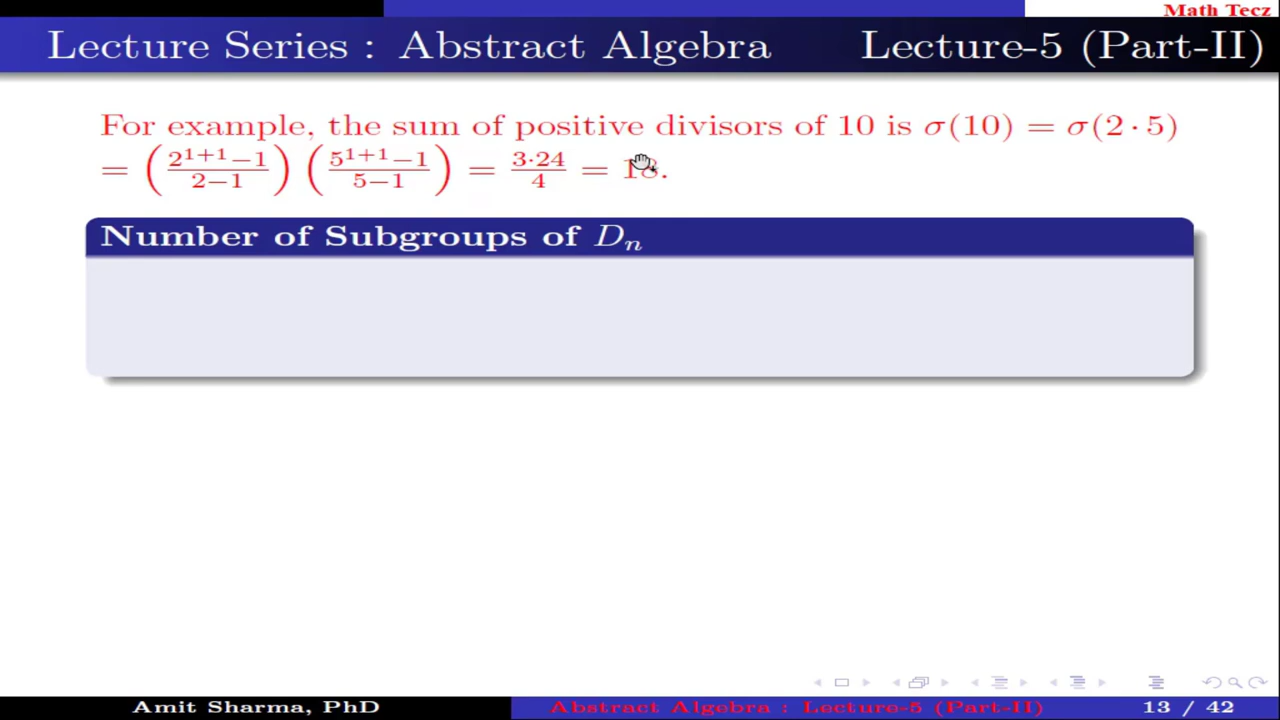 Math Tecz
Lecture Series : Abstract Algebra Lecture-5 (Part-II)
For example, the sum of positive divisors of 10 is σ(10) = σ(2 · 5)
= (2^{1+1}−1 / 2−1) (5^{1+1}−1 / 5−1) = 3·24 / 4 = 18.
Number of Subgroups of D_n
Amit Sharma, PhD Abstract Algebra : Lecture-5 (Part-II) 13 / 42